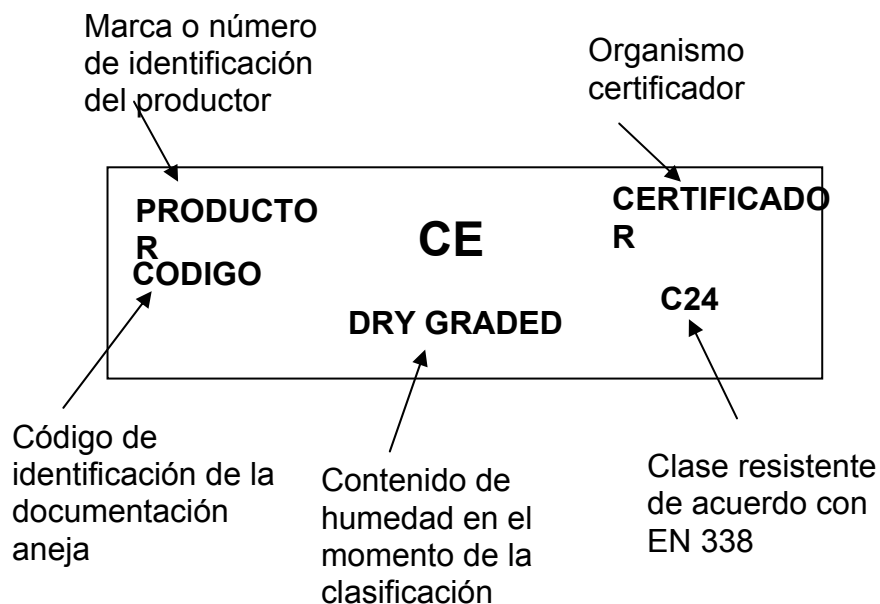 Marca o número
de identificación
del productor
Organismo
certificador
PRODUCTO
R
CODIGO
CE
CERTIFICADO
R
C24
DRY GRADED
Código de
identificación de la
documentación
aneja
Contenido de
humedad en el
momento de la
clasificación
Clase resistente
de acuerdo con
EN 338